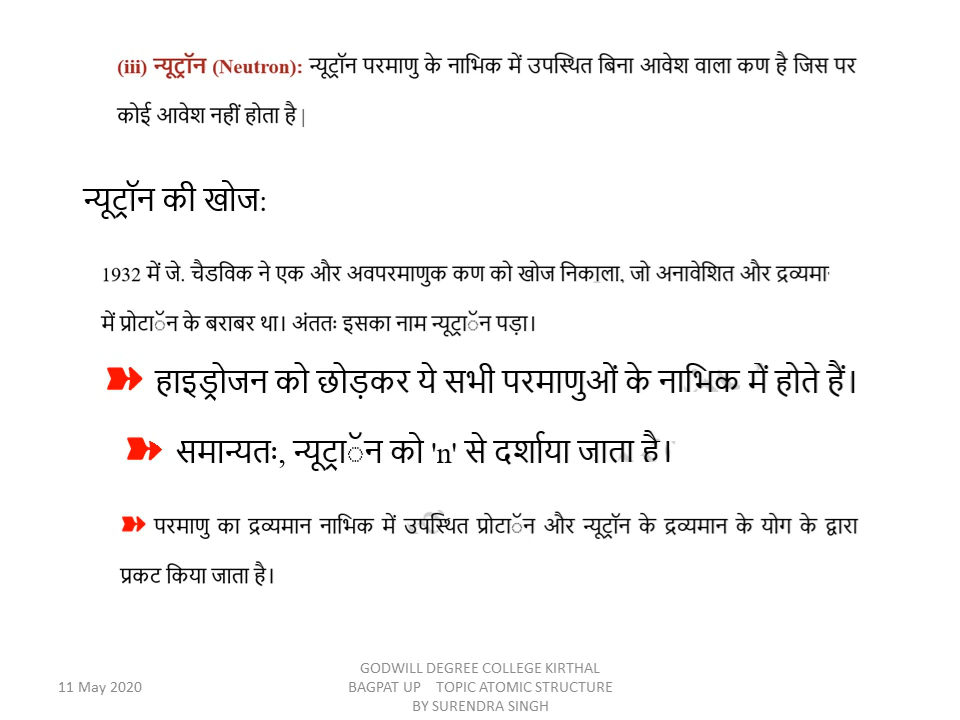 (iii) न्यूट्रॉन (Neutron): न्यूट्रॉन परमाणु के नाभिक में उपस्थित बिना आवेश वाला कण है जिस पर
कोई आवेश नहीं होता है |
न्यूट्रॉन की खोज:
1932 में जे. चैडविक ने एक और अवपरमाणुक कण को खोज निकाला, जो अनावेशित और द्रव्यमान
में प्रोटाॅन के बराबर था। अंततः इसका नाम न्यूट्राॅन पड़ा।
हाइड्रोजन को छोड़कर ये सभी परमाणुओं के नाभिक में होते हैं।
समान्यतः, न्यूट्राॅन को 'n' से दर्शाया जाता है।
परमाणु का द्रव्यमान नाभिक में उपस्थित प्रोटाॅन और न्यूट्रॉन के द्रव्यमान के योग के द्वारा
प्रकट किया जाता है।
11 May 2020
GODWILL DEGREE COLLEGE KIRTHAL
BAGPAT UP TOPIC ATOMIC STRUCTURE
BY SURENDRA SINGH